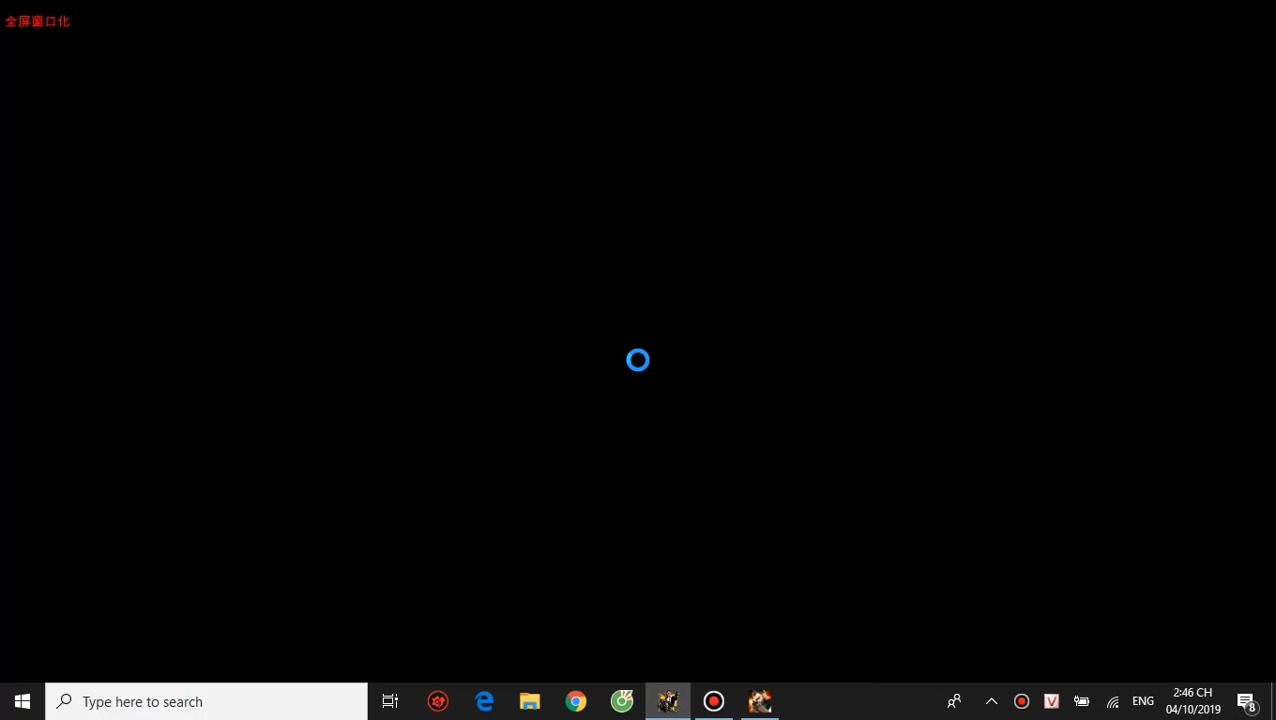 全屏窗口化
Type here to search
V
ENG
2:46 CH
04/10/2019
8